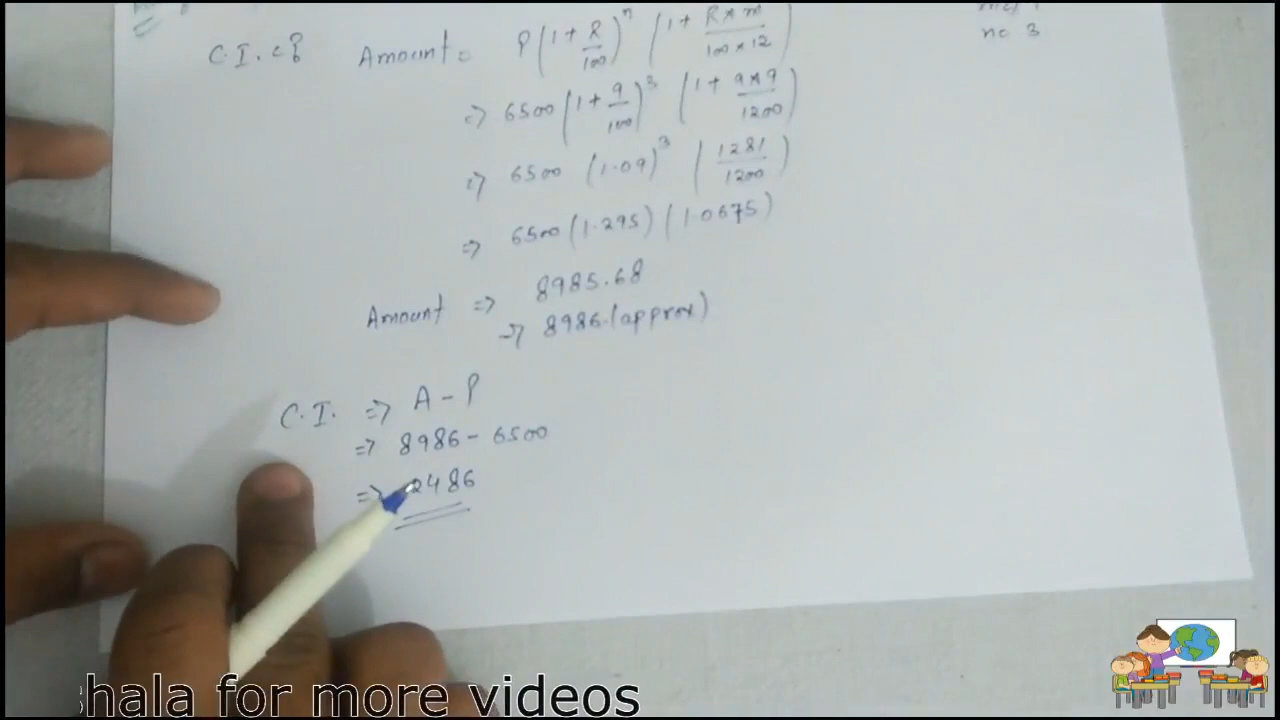 C.I. = ? Amount = P(1 + R/100)^n (1 + R×m/100×12)
n = 3
=> 6500 (1 + 9/100)^3 (1 + 9×9/1200)
=> 6500 (1.09)^3 (1281/1200)
=> 6500 (1.295) (1.0675)
Amount => 8985.68
=> 8986. (approx)
C.I. => A - P
=> 8986 - 6500
=> 2486
hala for more videos